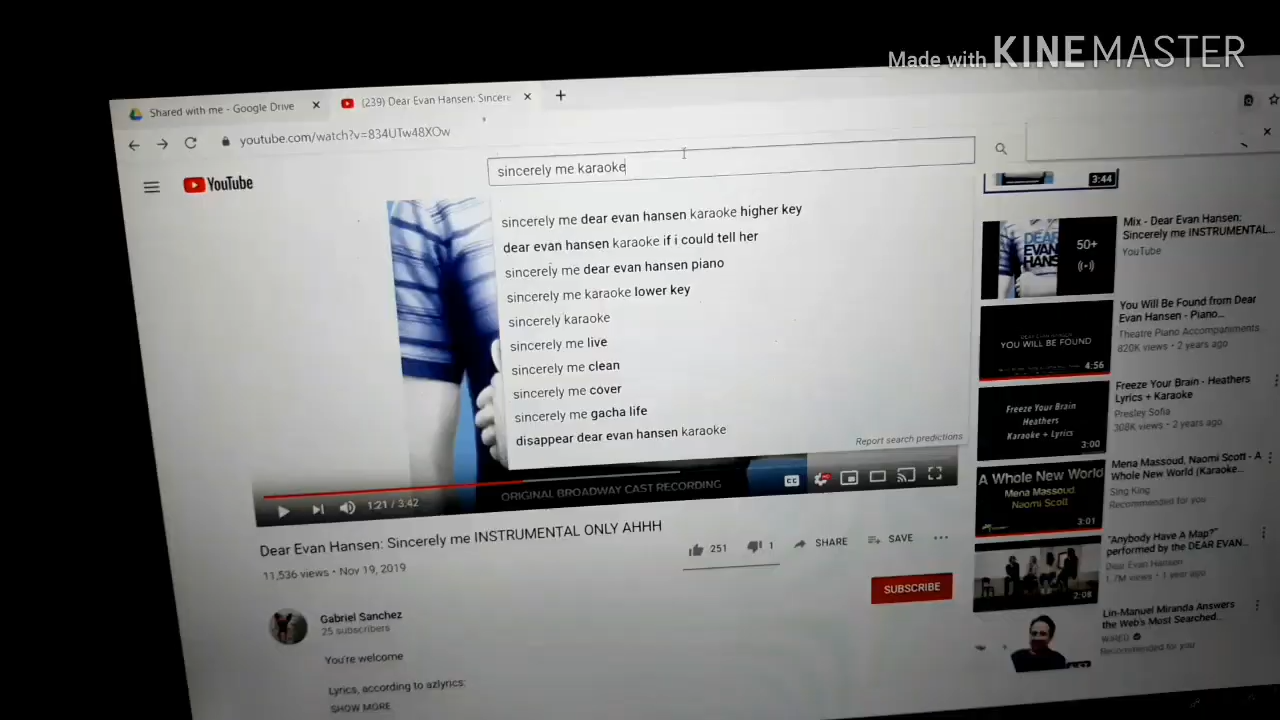 Made with KINEMASTER
Shared with me - Google Drive
(239) Dear Evan Hansen: Sincere
youtube.com/watch?v=834UTw48XOw
YouTube
sincerely me karaoke
sincerely me dear evan hansen karaoke higher key
dear evan hansen karaoke if i could tell her
sincerely me dear evan hansen piano
sincerely me karaoke lower key
sincerely karaoke
sincerely me live
sincerely me clean
sincerely me cover
sincerely me gacha life
disappear dear evan hansen karaoke
Report search predictions
ORIGINAL BROADWAY CAST RECORDING
1:21 / 3:42
CC
Dear Evan Hansen: Sincerely me INSTRUMENTAL ONLY AHHH
11,536 views • Nov 19, 2019
251
1
SHARE
SAVE
SUBSCRIBE
Gabriel Sanchez
25 subscribers
You're welcome
Lyrics, according to azlyrics:
SHOW MORE
3:44
DEAR
EVAN
HANS
50+
Mix - Dear Evan Hansen:
Sincerely me INSTRUMENTAL...
YouTube
YOU WILL BE FOUND
4:56
You Will Be Found from Dear
Evan Hansen - Piano...
Theatre Piano Accompaniments
820K views • 2 years ago
Freeze Your Brain
Heathers
Karaoke + Lyrics
3:00
Freeze Your Brain - Heathers
Lyrics + Karaoke
Presley Sofia
308K views • 2 years ago
A Whole New World
Mena Massoud
Naomi Scott
3:01
Mena Massoud, Naomi Scott - A
Whole New World (Karaoke...
Sing King
Recommended for you
2:08
"Anybody Have A Map?"
performed by the DEAR EVAN...
Dear Evan Hansen
1.7M views • 1 year ago
Lin-Manuel Miranda Answers
the Web's Most Searched...
WIRED
Recommended for you